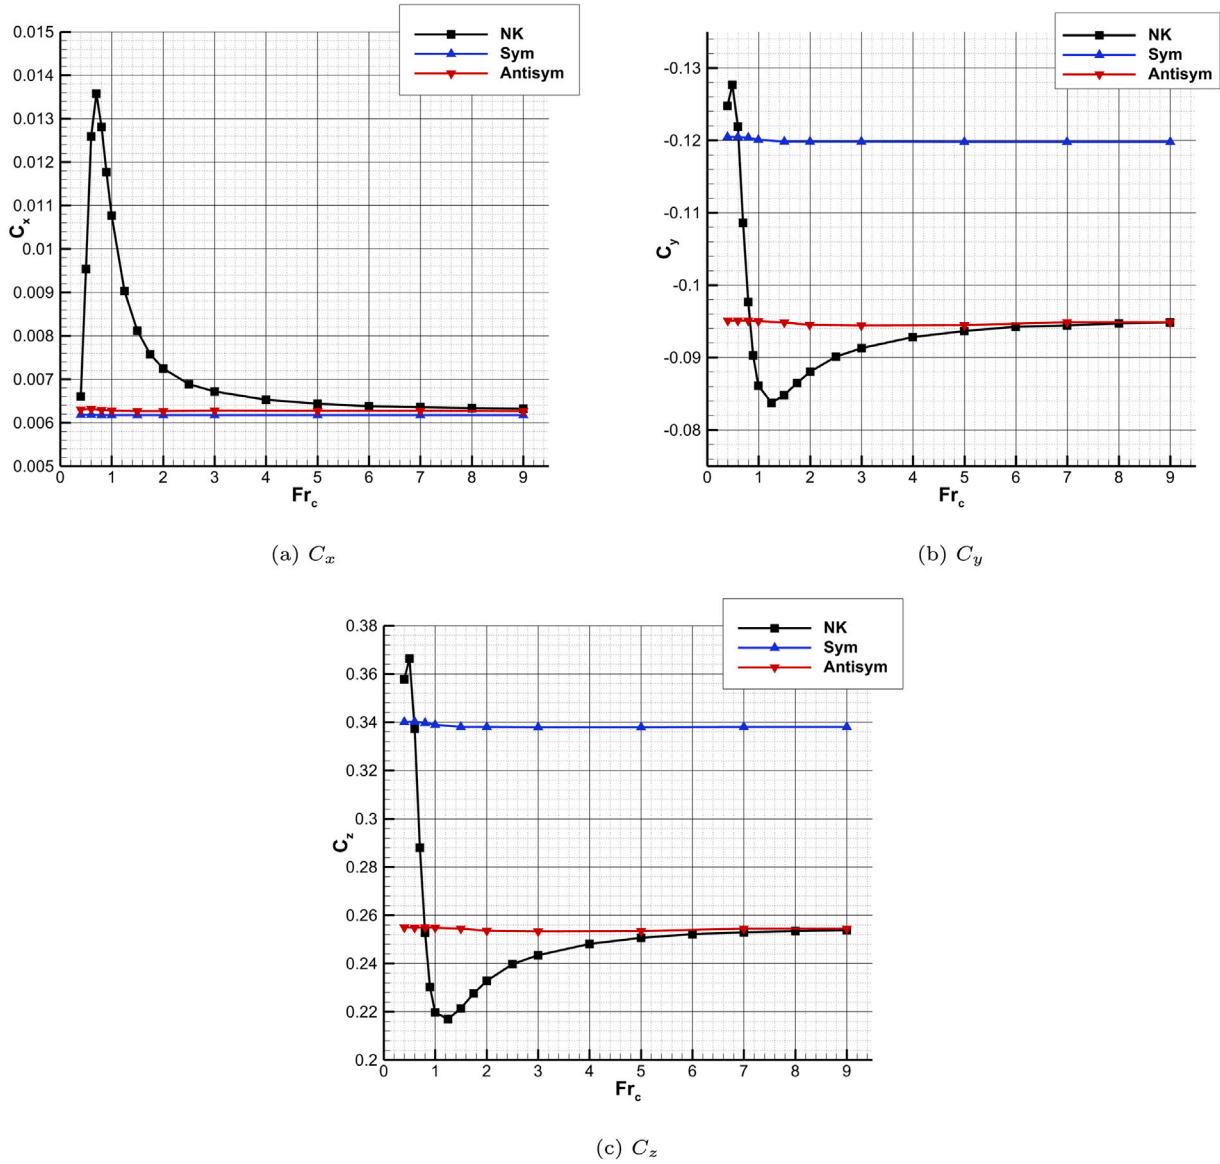 NK
Sym
Antisym
0.015
0.014
0.013
0.012
0.011
0.01
0.009
0.008
0.007
0.006
0.005
C_x
0 1 2 3 4 5 6 7 8 9
Fr_c
(a) C_x
NK
Sym
Antisym
-0.13
-0.12
-0.11
-0.1
-0.09
-0.08
C_y
0 1 2 3 4 5 6 7 8 9
Fr_c
(b) C_y
NK
Sym
Antisym
0.38
0.36
0.34
0.32
0.3
0.28
0.26
0.24
0.22
0.2
C_z
0 1 2 3 4 5 6 7 8 9
Fr_c
(c) C_z